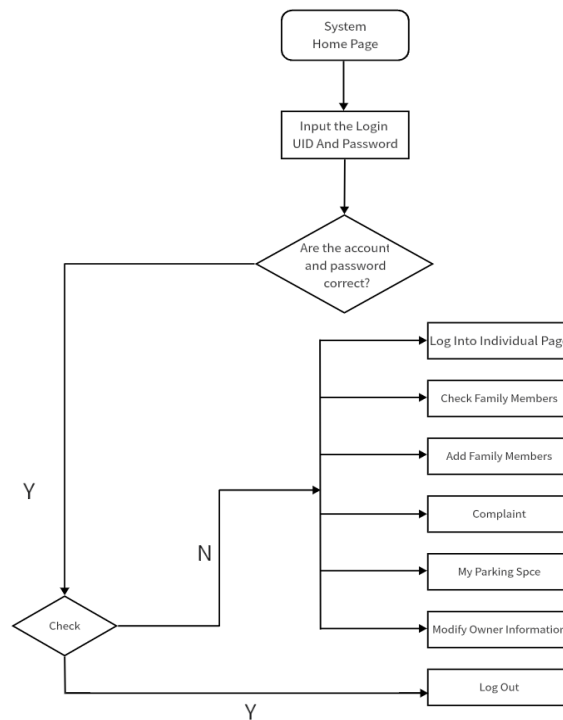 System
Home Page
Input the Login
UID And Password
Are the account
and password
correct?
Log Into Individual Page
Check Family Members
Add Family Members
Y
Complaint
N
My Parking Spce
Check
Modify Owner Information
Log Out
Y